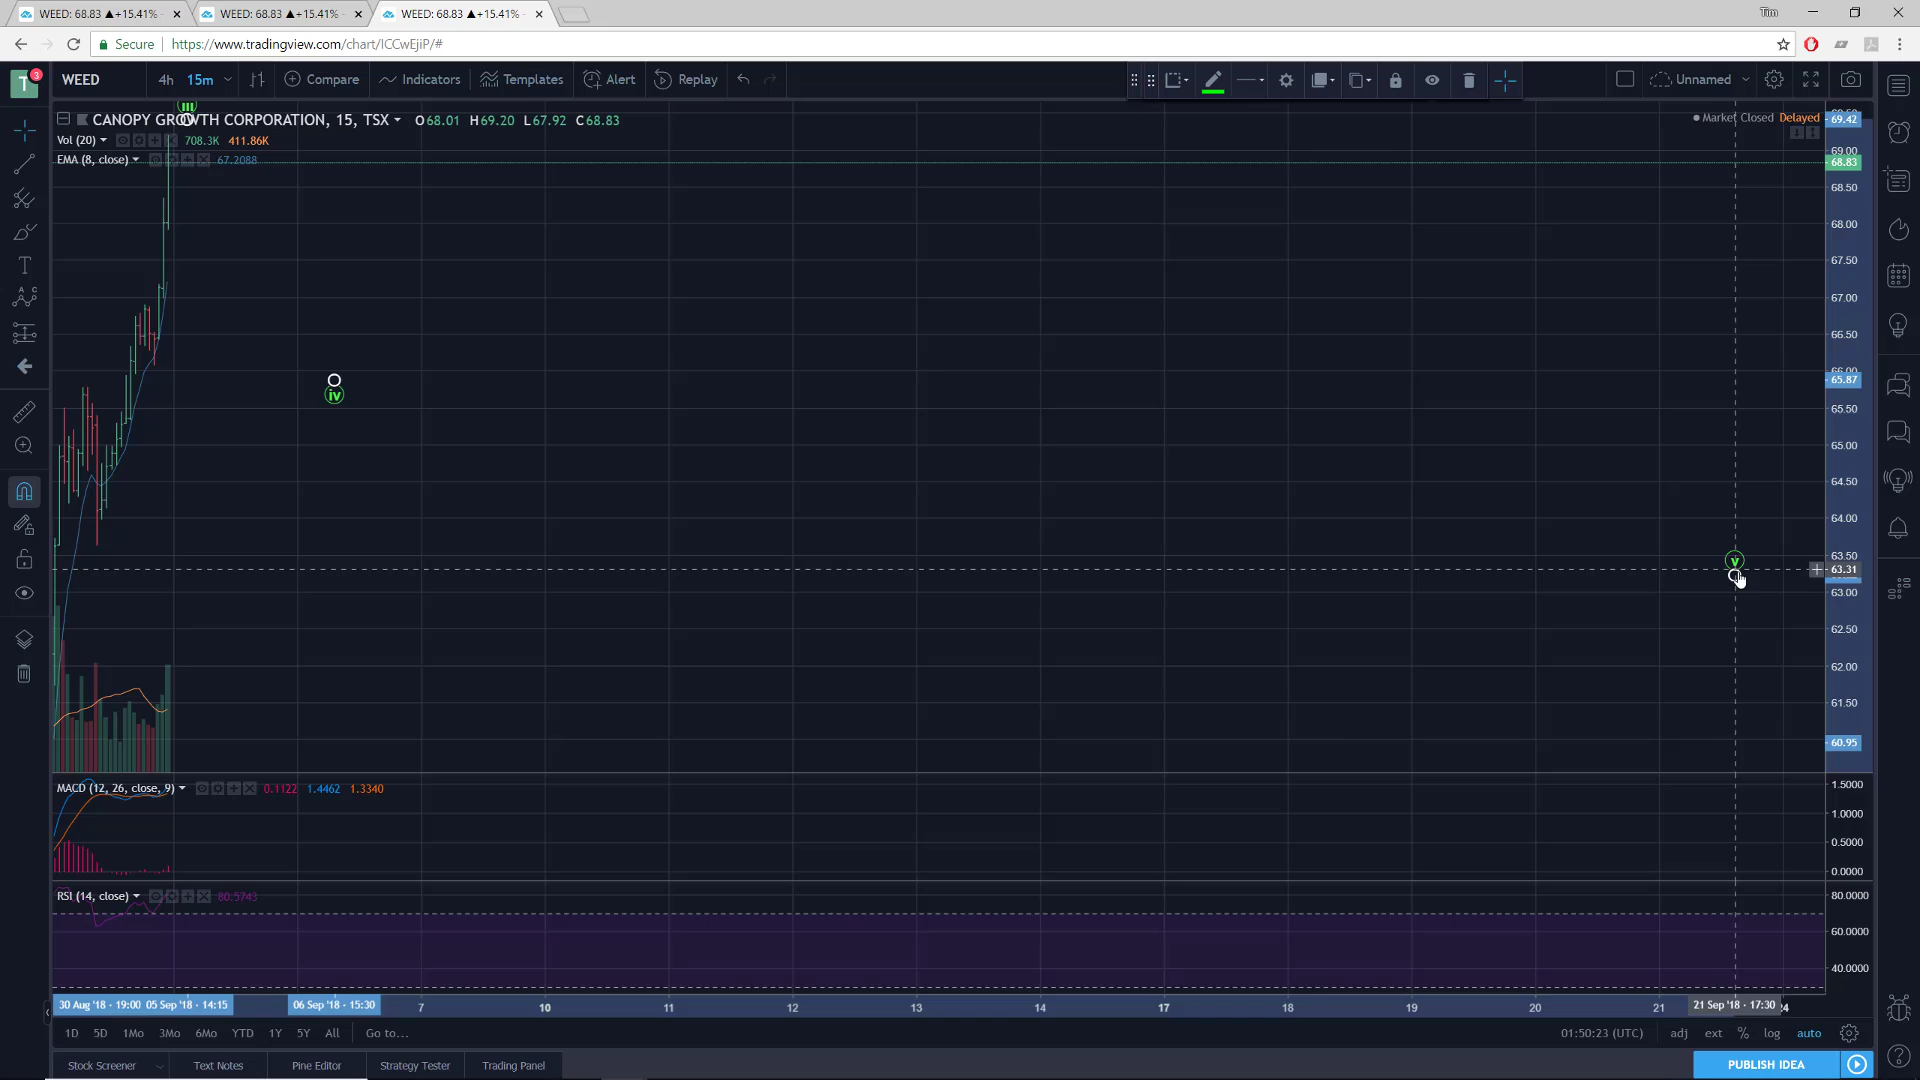 WEED: 68.83 ▲+15.41% -
WEED: 68.83 ▲+15.41% -
WEED: 68.83 ▲+15.41% -
Tim
Secure
https://www.tradingview.com/chart/lCCwEjiP/#
T
3
WEED
4h
15m
Compare
Indicators
Templates
Alert
Replay
Unnamed
iii
CANOPY GROWTH CORPORATION, 15, TSX
O68.01 H69.20 L67.92 C68.83
Market Closed
Delayed
Vol (20)
708.3K 411.86K
EMA (8, close)
67.2088
69.50
69.42
69.00
68.83
68.50
68.00
67.50
67.00
66.50
66.00
65.87
65.50
65.00
64.50
64.00
63.50
63.31
63.00
62.50
62.00
61.50
60.95
iv
v
MACD (12, 26, close, 9)
0.1122 1.4462 1.3340
1.5000
1.0000
0.5000
0.0000
RSI (14, close)
80.5743
80.0000
60.0000
40.0000
30 Aug '18 · 19:00
05 Sep '18 · 14:15
06 Sep '18 · 15:30
7
10
11
12
13
14
17
18
19
20
21
21 Sep '18 · 17:30
1D 5D 1Mo 3Mo 6Mo YTD 1Y 5Y All Go to...
01:50:23 (UTC) adj ext % log auto
Stock Screener
Text Notes
Pine Editor
Strategy Tester
Trading Panel
PUBLISH IDEA